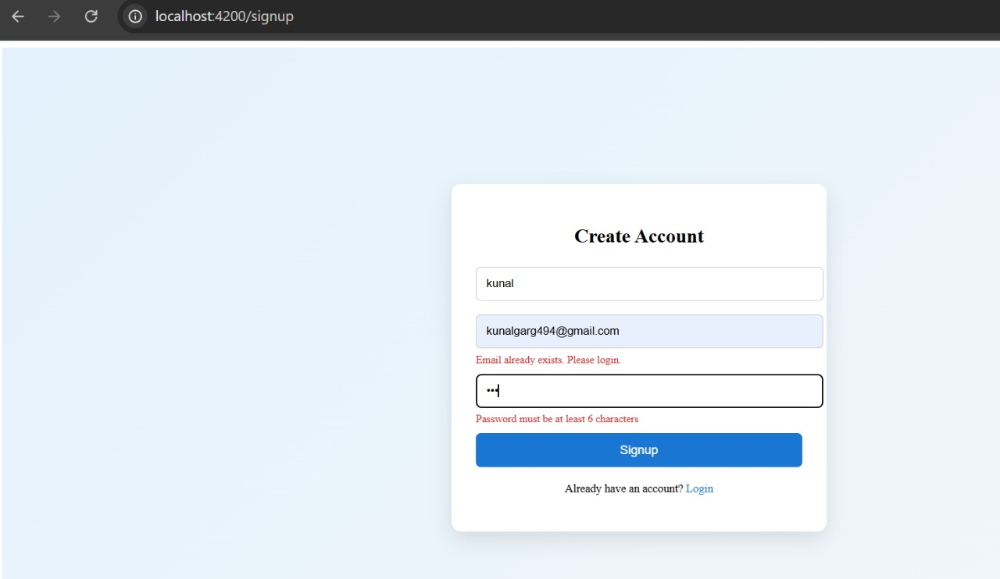 localhost:4200/signup
Create Account
kunal
kunalgarg494@gmail.com
Email already exists. Please login.
•••
Password must be at least 6 characters
Signup
Already have an account? Login